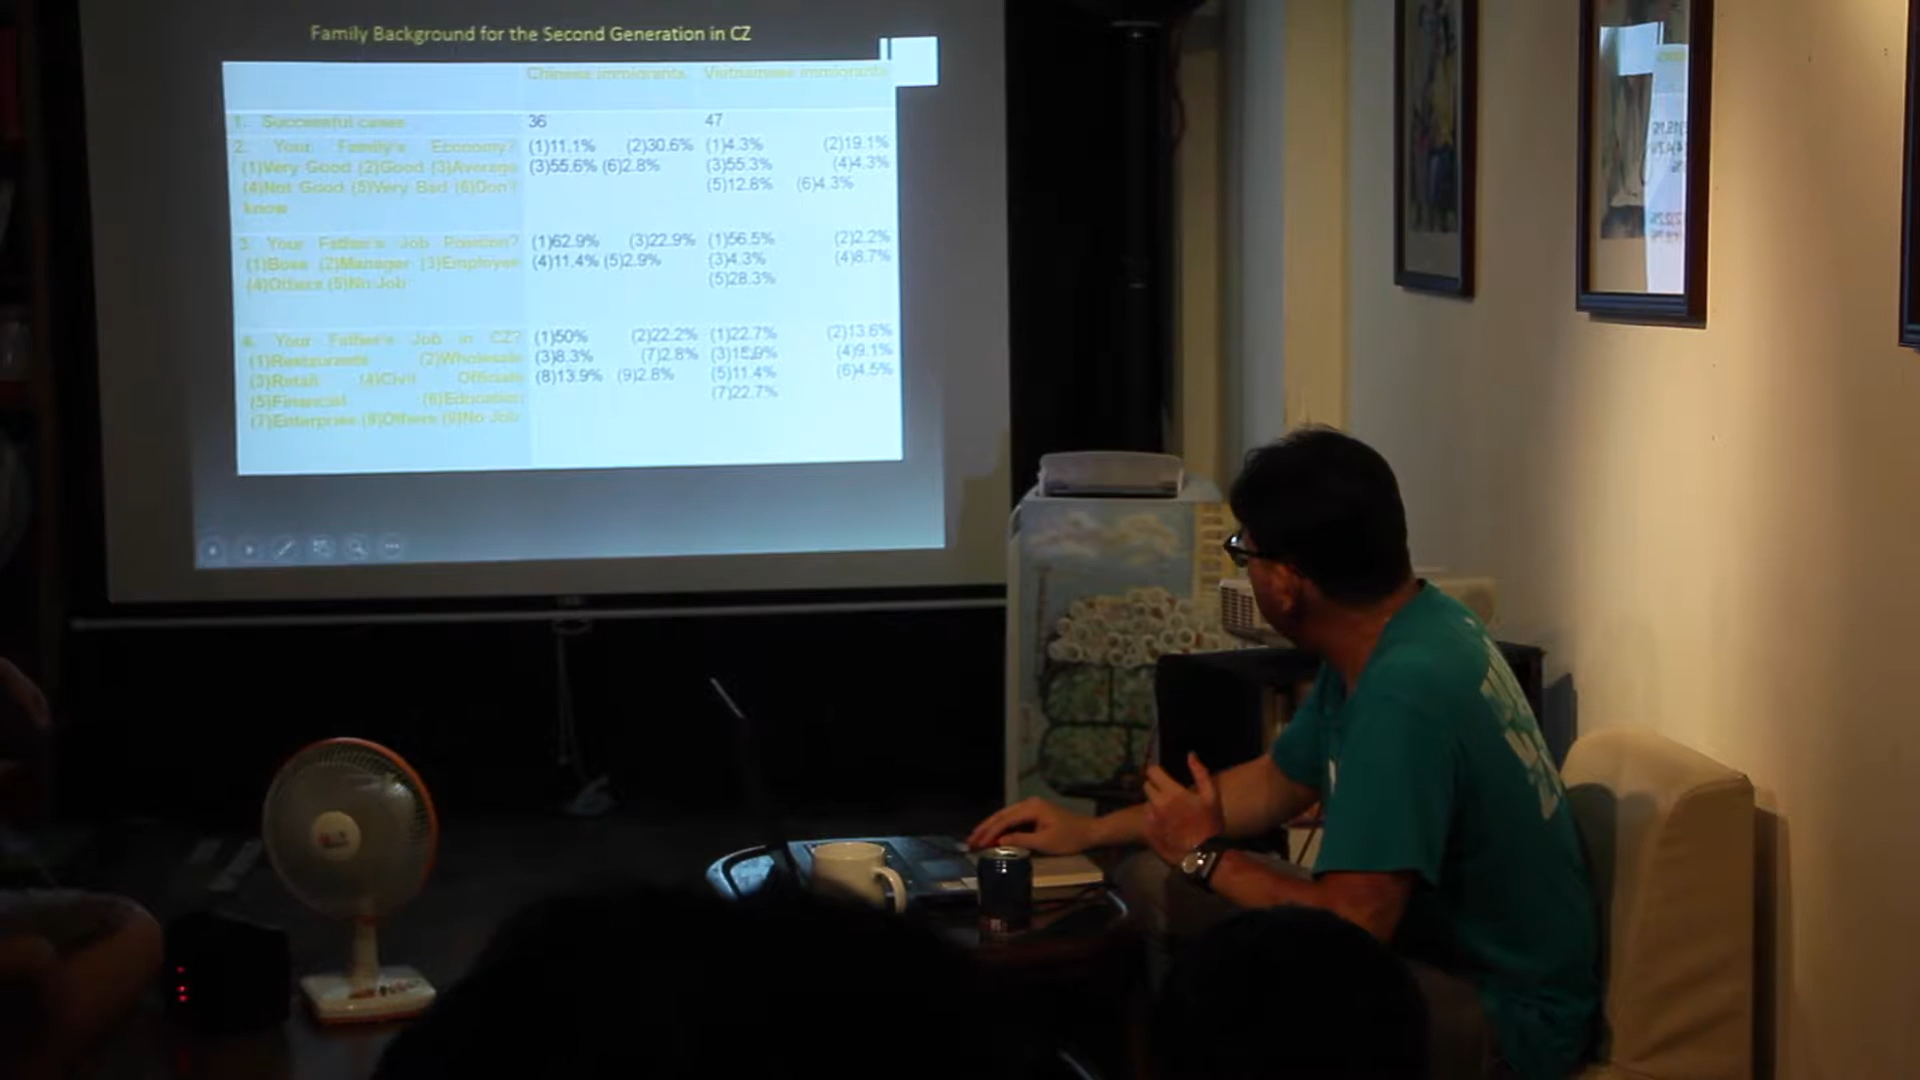 Family Background for the Second Generation in CZ
Chinese immigrants Vietnamese immigrants
1. Successful cases 36 47
2. Your Family's Economy? (1)11.1% (2)30.6% (1)4.3% (2)19.1%
(1)Very Good (2)Good (3)Average (3)55.6% (6)2.8% (3)55.3% (4)4.3%
(4)Not Good (5)Very Bad (6)Don't (5)12.8% (6)4.3%
know
3. Your Father's Job Position? (1)62.9% (3)22.9% (1)56.5% (2)2.2%
(1)Boss (2)Manager (3)Employee (4)11.4% (5)2.9% (3)4.3% (4)8.7%
(4)Others (5)No Job (5)28.3%
4. Your Father's Job in CZ? (1)50% (2)22.2% (1)22.7% (2)13.6%
(1)Restaurants (2)Wholesale (3)8.3% (7)2.8% (3)15.9% (4)9.1%
(3)Retail (4)Civil Officials (8)13.9% (9)2.8% (5)11.4% (6)4.5%
(5)Financial (6)Education (7)22.7%
(7)Enterprise (8)Others (9)No Job